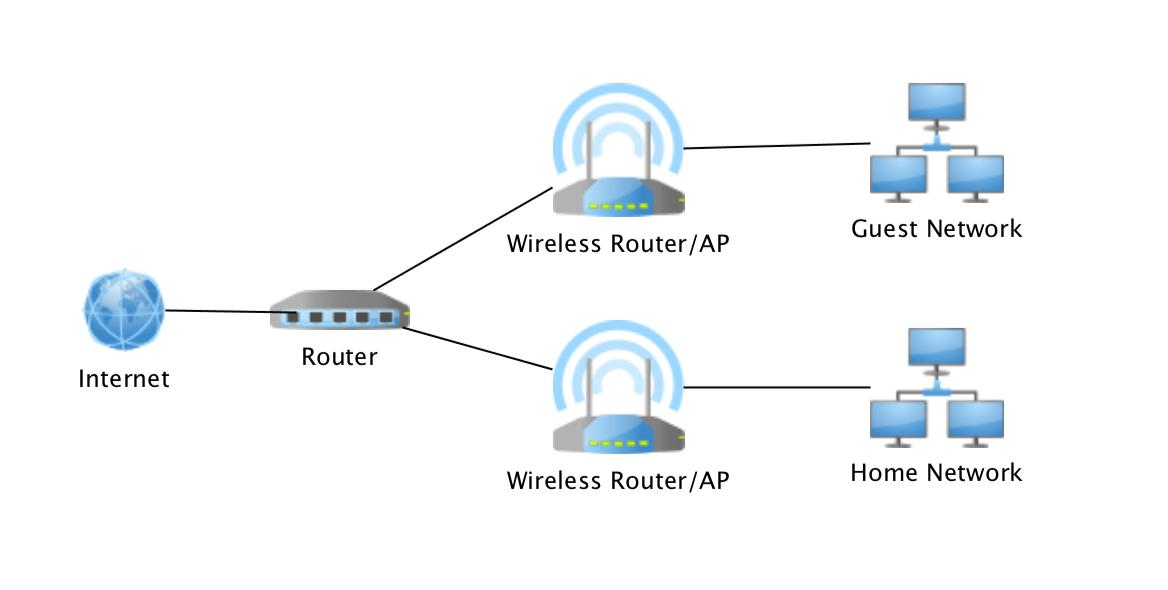 Wireless Router/AP
Guest Network
Internet
Router
Wireless Router/AP
Home Network